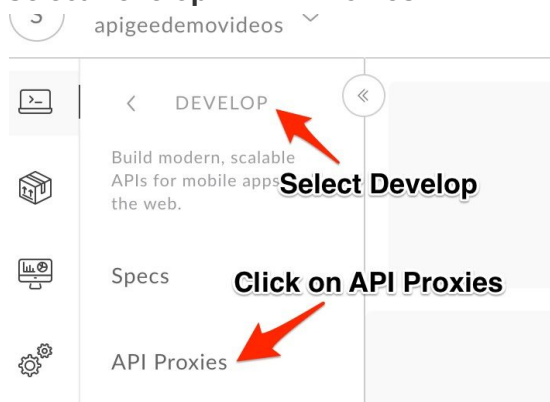 apigeedemovideos
DEVELOP
Build modern, scalable
APIs for mobile apps
the web.
Select Develop
Specs
Click on API Proxies
API Proxies